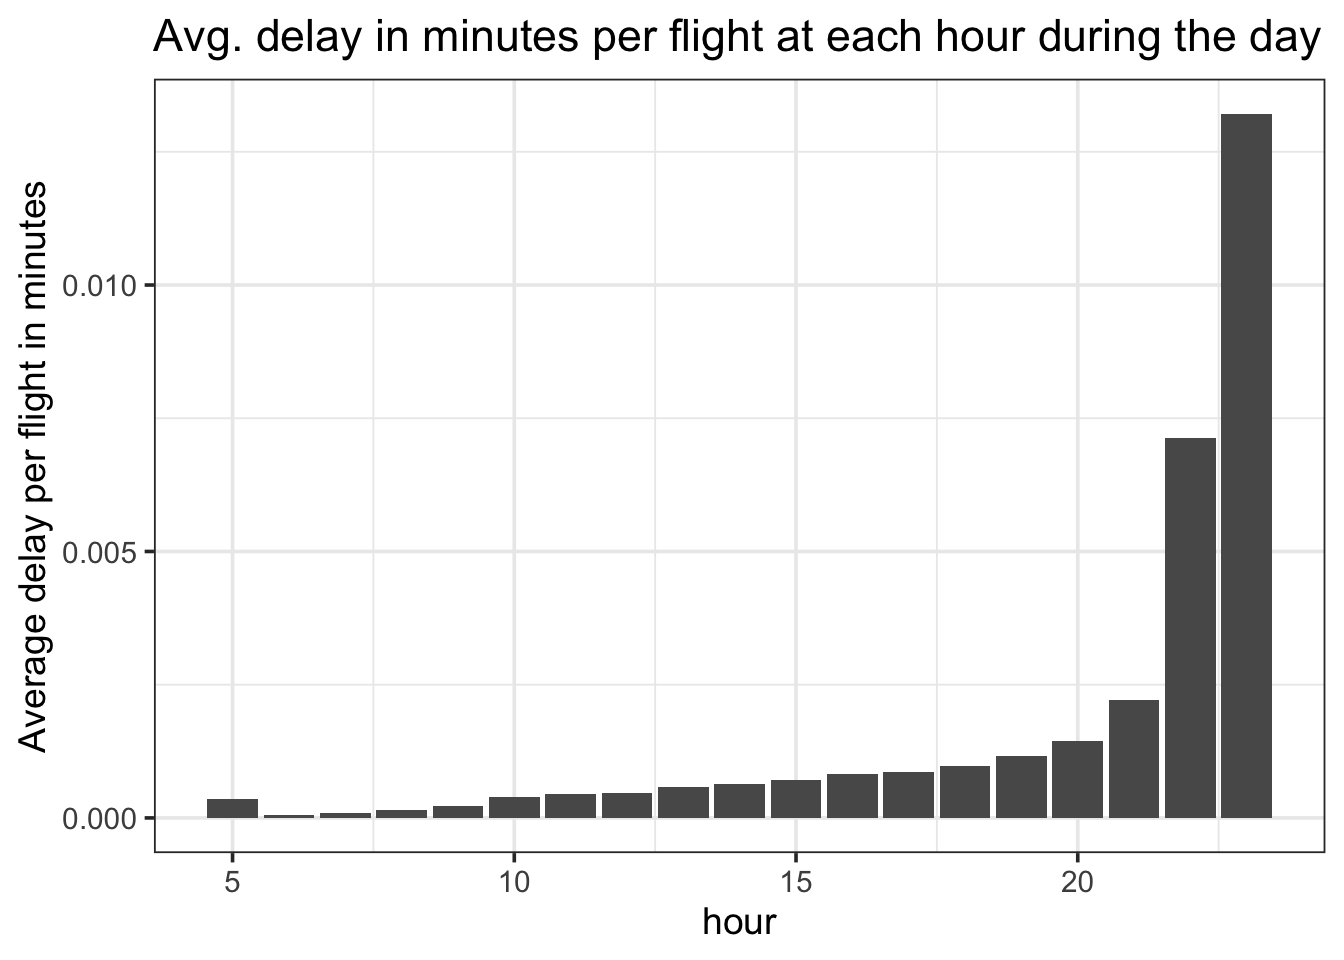 Avg. delay in minutes per flight at each hour during the day
Average delay per flight in minutes
0.010
0.005
0.000
5 10 15 20
hour